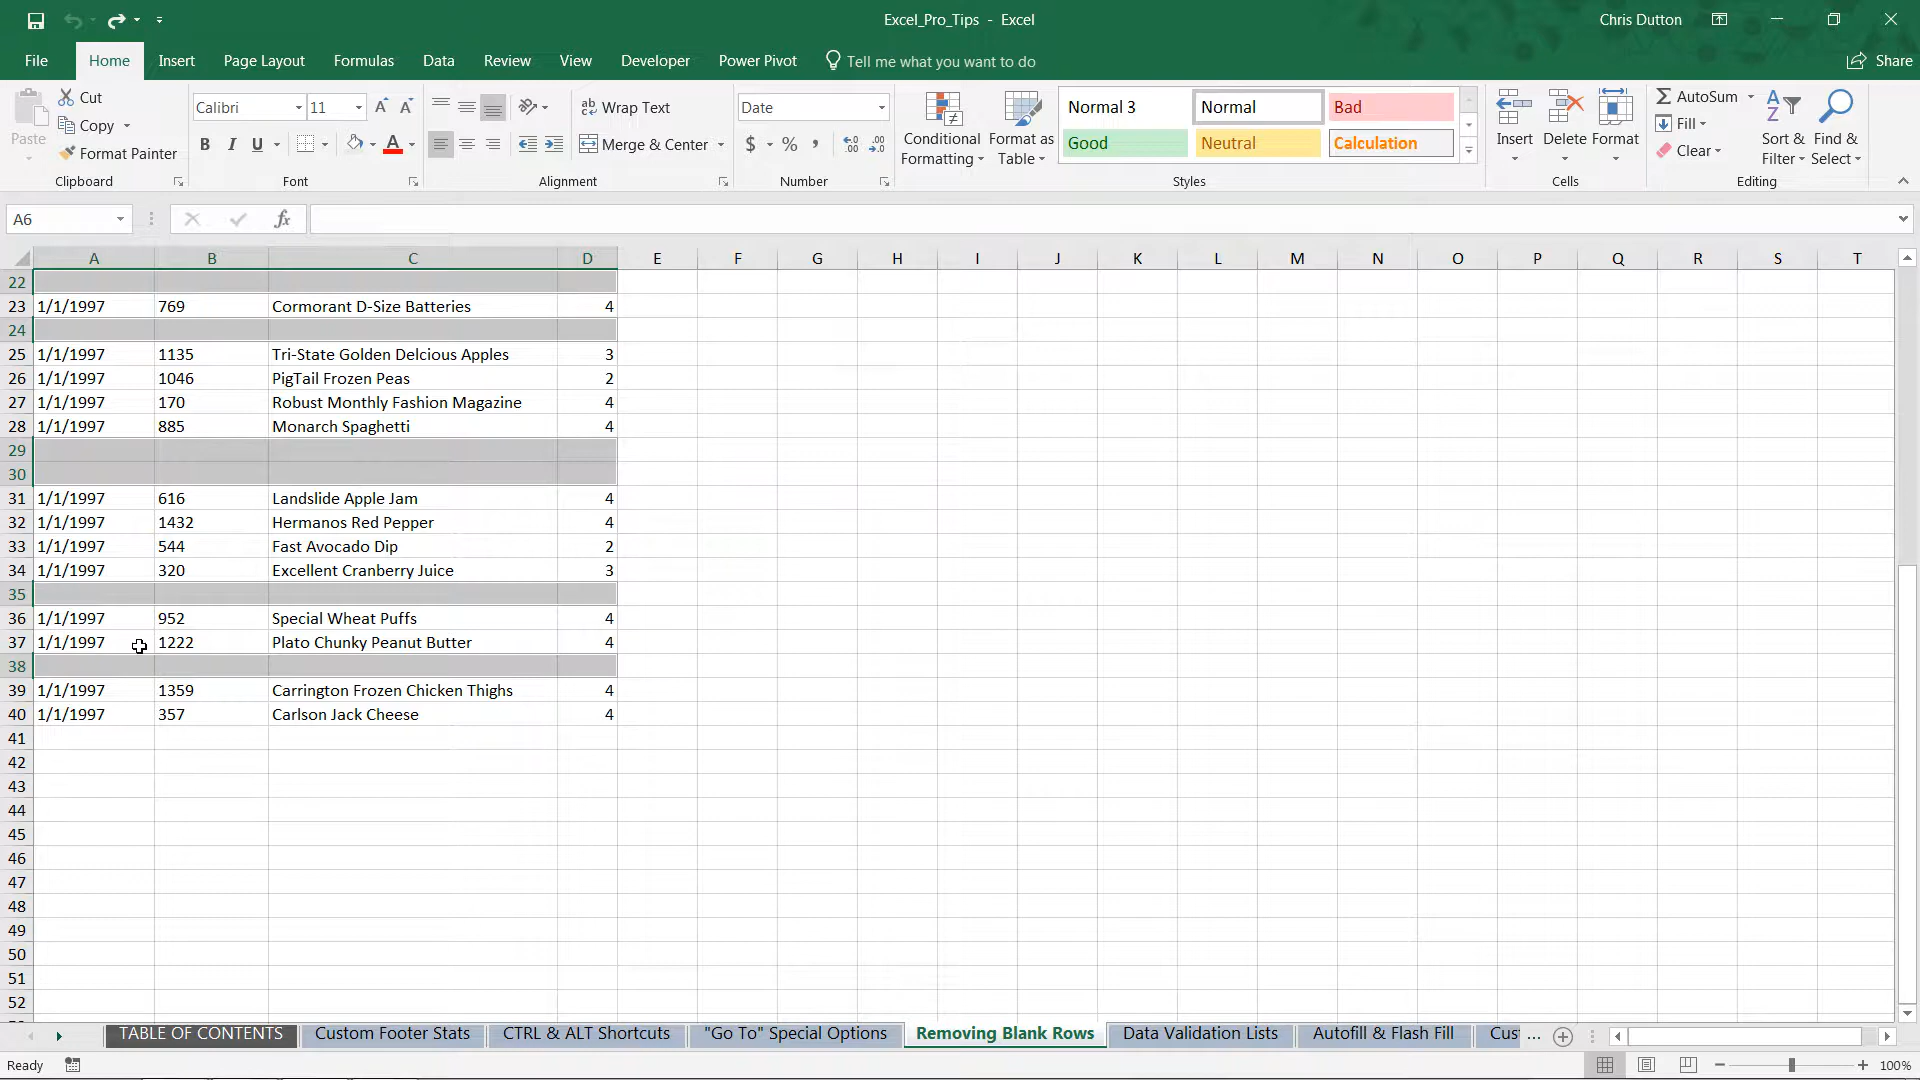 Excel_Pro_Tips - Excel
Chris Dutton
File Home Insert Page Layout Formulas Data Review View Developer Power Pivot Tell me what you want to do Share
Paste Cut Copy Format Painter Clipboard
Calibri 11 B I U Font
Wrap Text Merge & Center Alignment
Date $ % , Number
Conditional Formatting Format as Table
Normal 3 Normal Bad
Good Neutral Calculation
Styles
Insert Delete Format Cells
AutoSum Fill Clear Sort & Filter Find & Select Editing
A6 fx
A B C D E F G H I J K L M N O P Q R S T
22
23 1/1/1997 769 Cormorant D-Size Batteries 4
24
25 1/1/1997 1135 Tri-State Golden Delcious Apples 3
26 1/1/1997 1046 PigTail Frozen Peas 2
27 1/1/1997 170 Robust Monthly Fashion Magazine 4
28 1/1/1997 885 Monarch Spaghetti 4
29
30
31 1/1/1997 616 Landslide Apple Jam 4
32 1/1/1997 1432 Hermanos Red Pepper 4
33 1/1/1997 544 Fast Avocado Dip 2
34 1/1/1997 320 Excellent Cranberry Juice 3
35
36 1/1/1997 952 Special Wheat Puffs 4
37 1/1/1997 1222 Plato Chunky Peanut Butter 4
38
39 1/1/1997 1359 Carrington Frozen Chicken Thighs 4
40 1/1/1997 357 Carlson Jack Cheese 4
41
42
43
44
45
46
47
48
49
50
51
52
TABLE OF CONTENTS Custom Footer Stats CTRL & ALT Shortcuts "Go To" Special Options Removing Blank Rows Data Validation Lists Autofill & Flash Fill Cus ...
Ready 100%